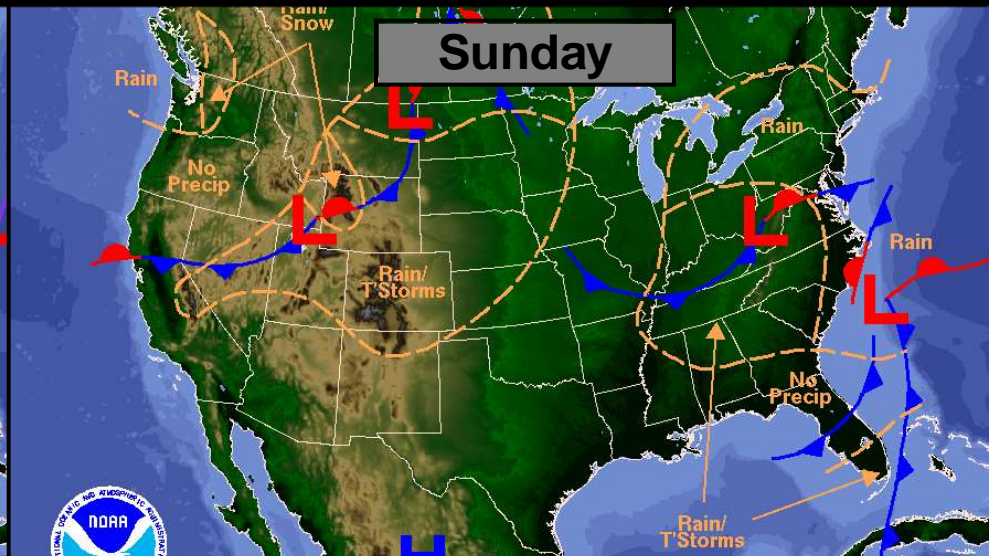 Rain/
Snow
Sunday
Rain
L
Rain
No
Precip
L
L
Rain
Rain/
T'Storms
L
No
Precip
Rain/
T'Storms
NOAA
H